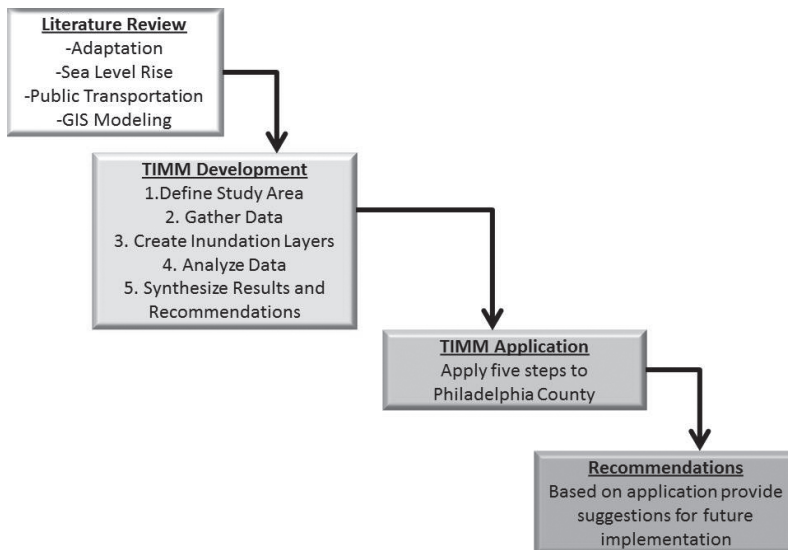 Literature Review
-Adaptation
-Sea Level Rise
-Public Transportation
-GIS Modeling
TIMM Development
1.Define Study Area
2. Gather Data
3. Create Inundation Layers
4. Analyze Data
5. Synthesize Results and
Recommendations
TIMM Application
Apply five steps to
Philadelphia County
Recommendations
Based on application provide
suggestions for future
implementation